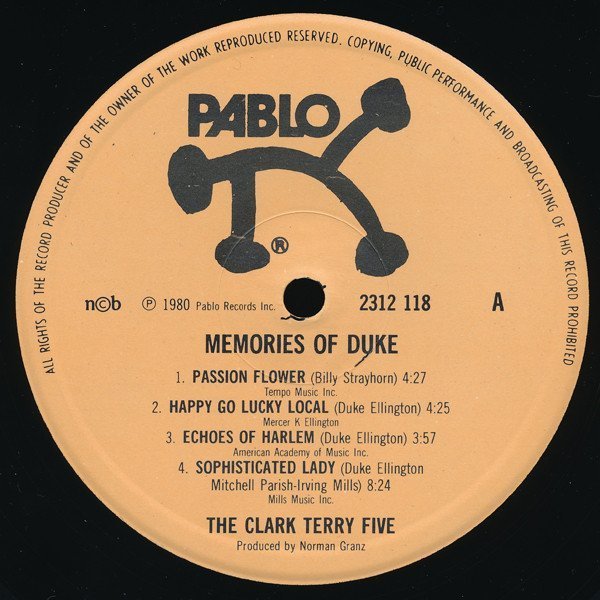 ALL RIGHTS OF THE RECORD PRODUCER AND OF THE OWNER OF THE WORK REPRODUCED RESERVED. COPYING, PUBLIC PERFORMANCE AND BROADCASTING OF THIS RECORD PROHIBITED
PABLO
®
n©b ℗ 1980 Pablo Records Inc. 2312 118 A
MEMORIES OF DUKE
1. PASSION FLOWER (Billy Strayhorn) 4:27
Tempo Music Inc.
2. HAPPY GO LUCKY LOCAL (Duke Ellington) 4:25
Mercer K Ellington
3. ECHOES OF HARLEM (Duke Ellington) 3:57
American Academy of Music Inc.
4. SOPHISTICATED LADY (Duke Ellington
Mitchell Parish-Irving Mills) 8:24
Mills Music Inc.
THE CLARK TERRY FIVE
Produced by Norman Granz